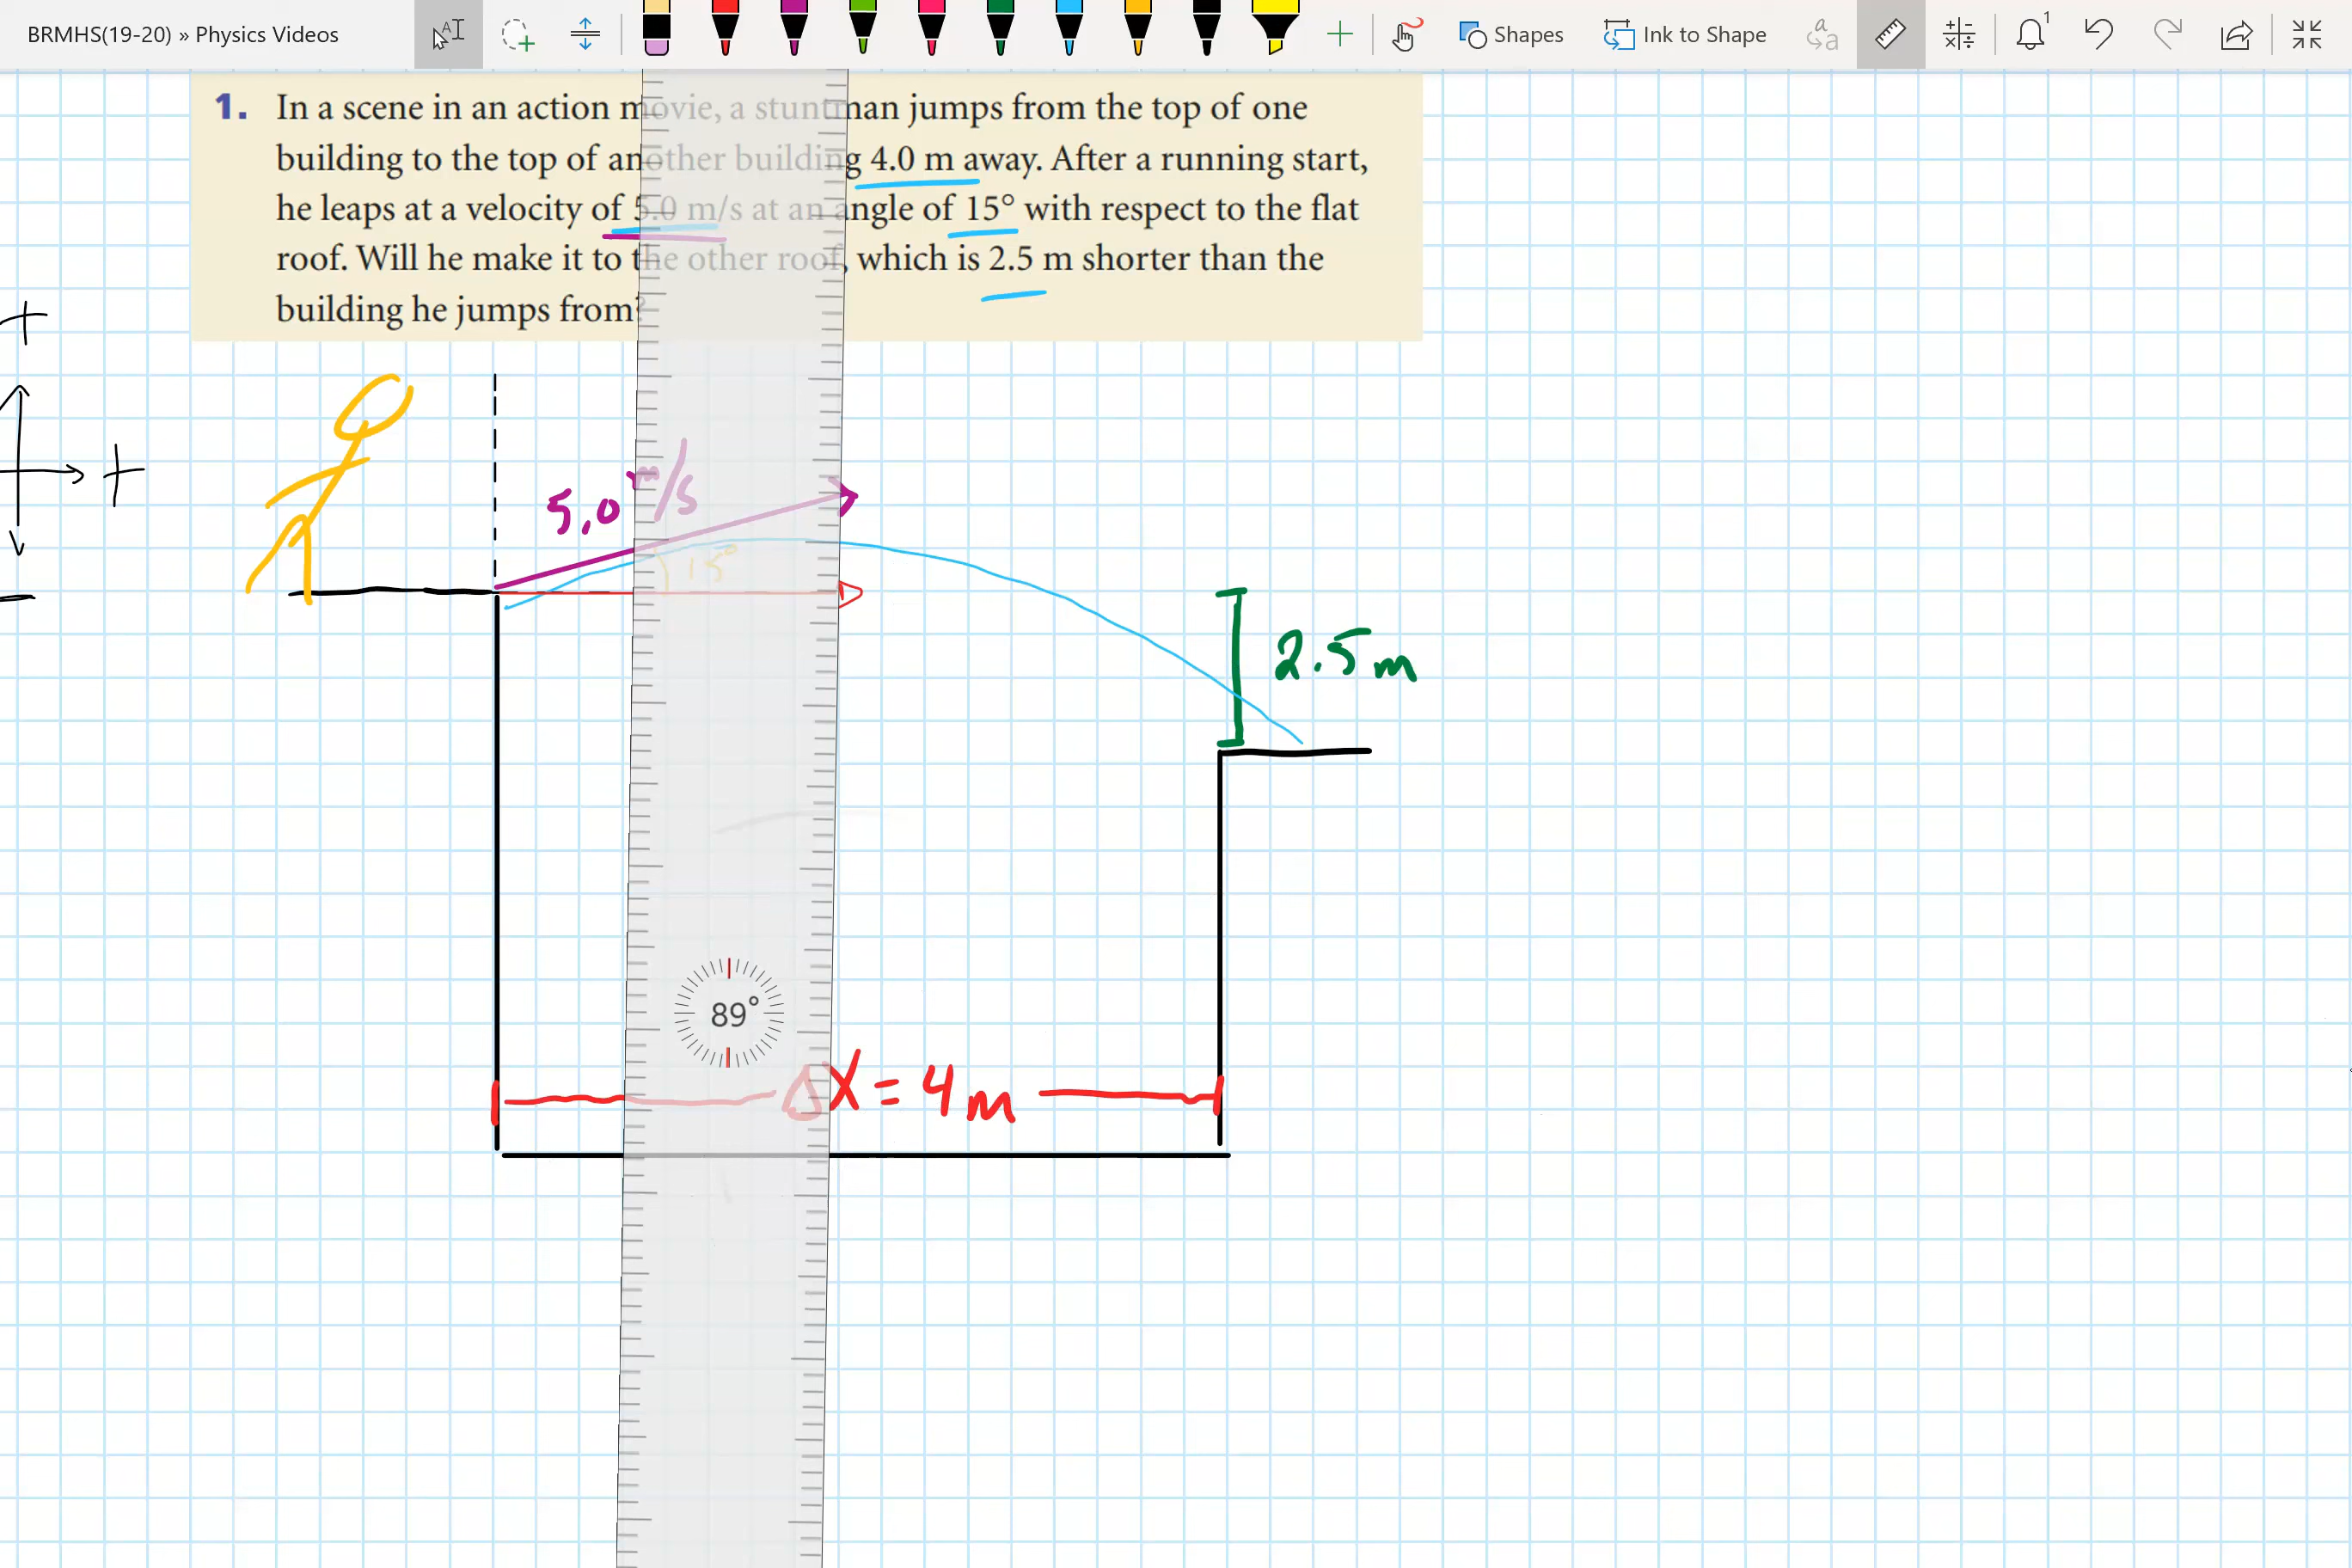 BRMHS(19-20) » Physics Videos
Shapes
Ink to Shape
1
1. In a scene in an action movie, a stuntman jumps from the top of one
building to the top of another building 4.0 m away. After a running start,
he leaps at a velocity of 5.0 m/s at an angle of 15° with respect to the flat
roof. Will he make it to the other roof, which is 2.5 m shorter than the
building he jumps from?
+
+
5.0 m/s
15°
2.5 m
89°
Δx = 4 m